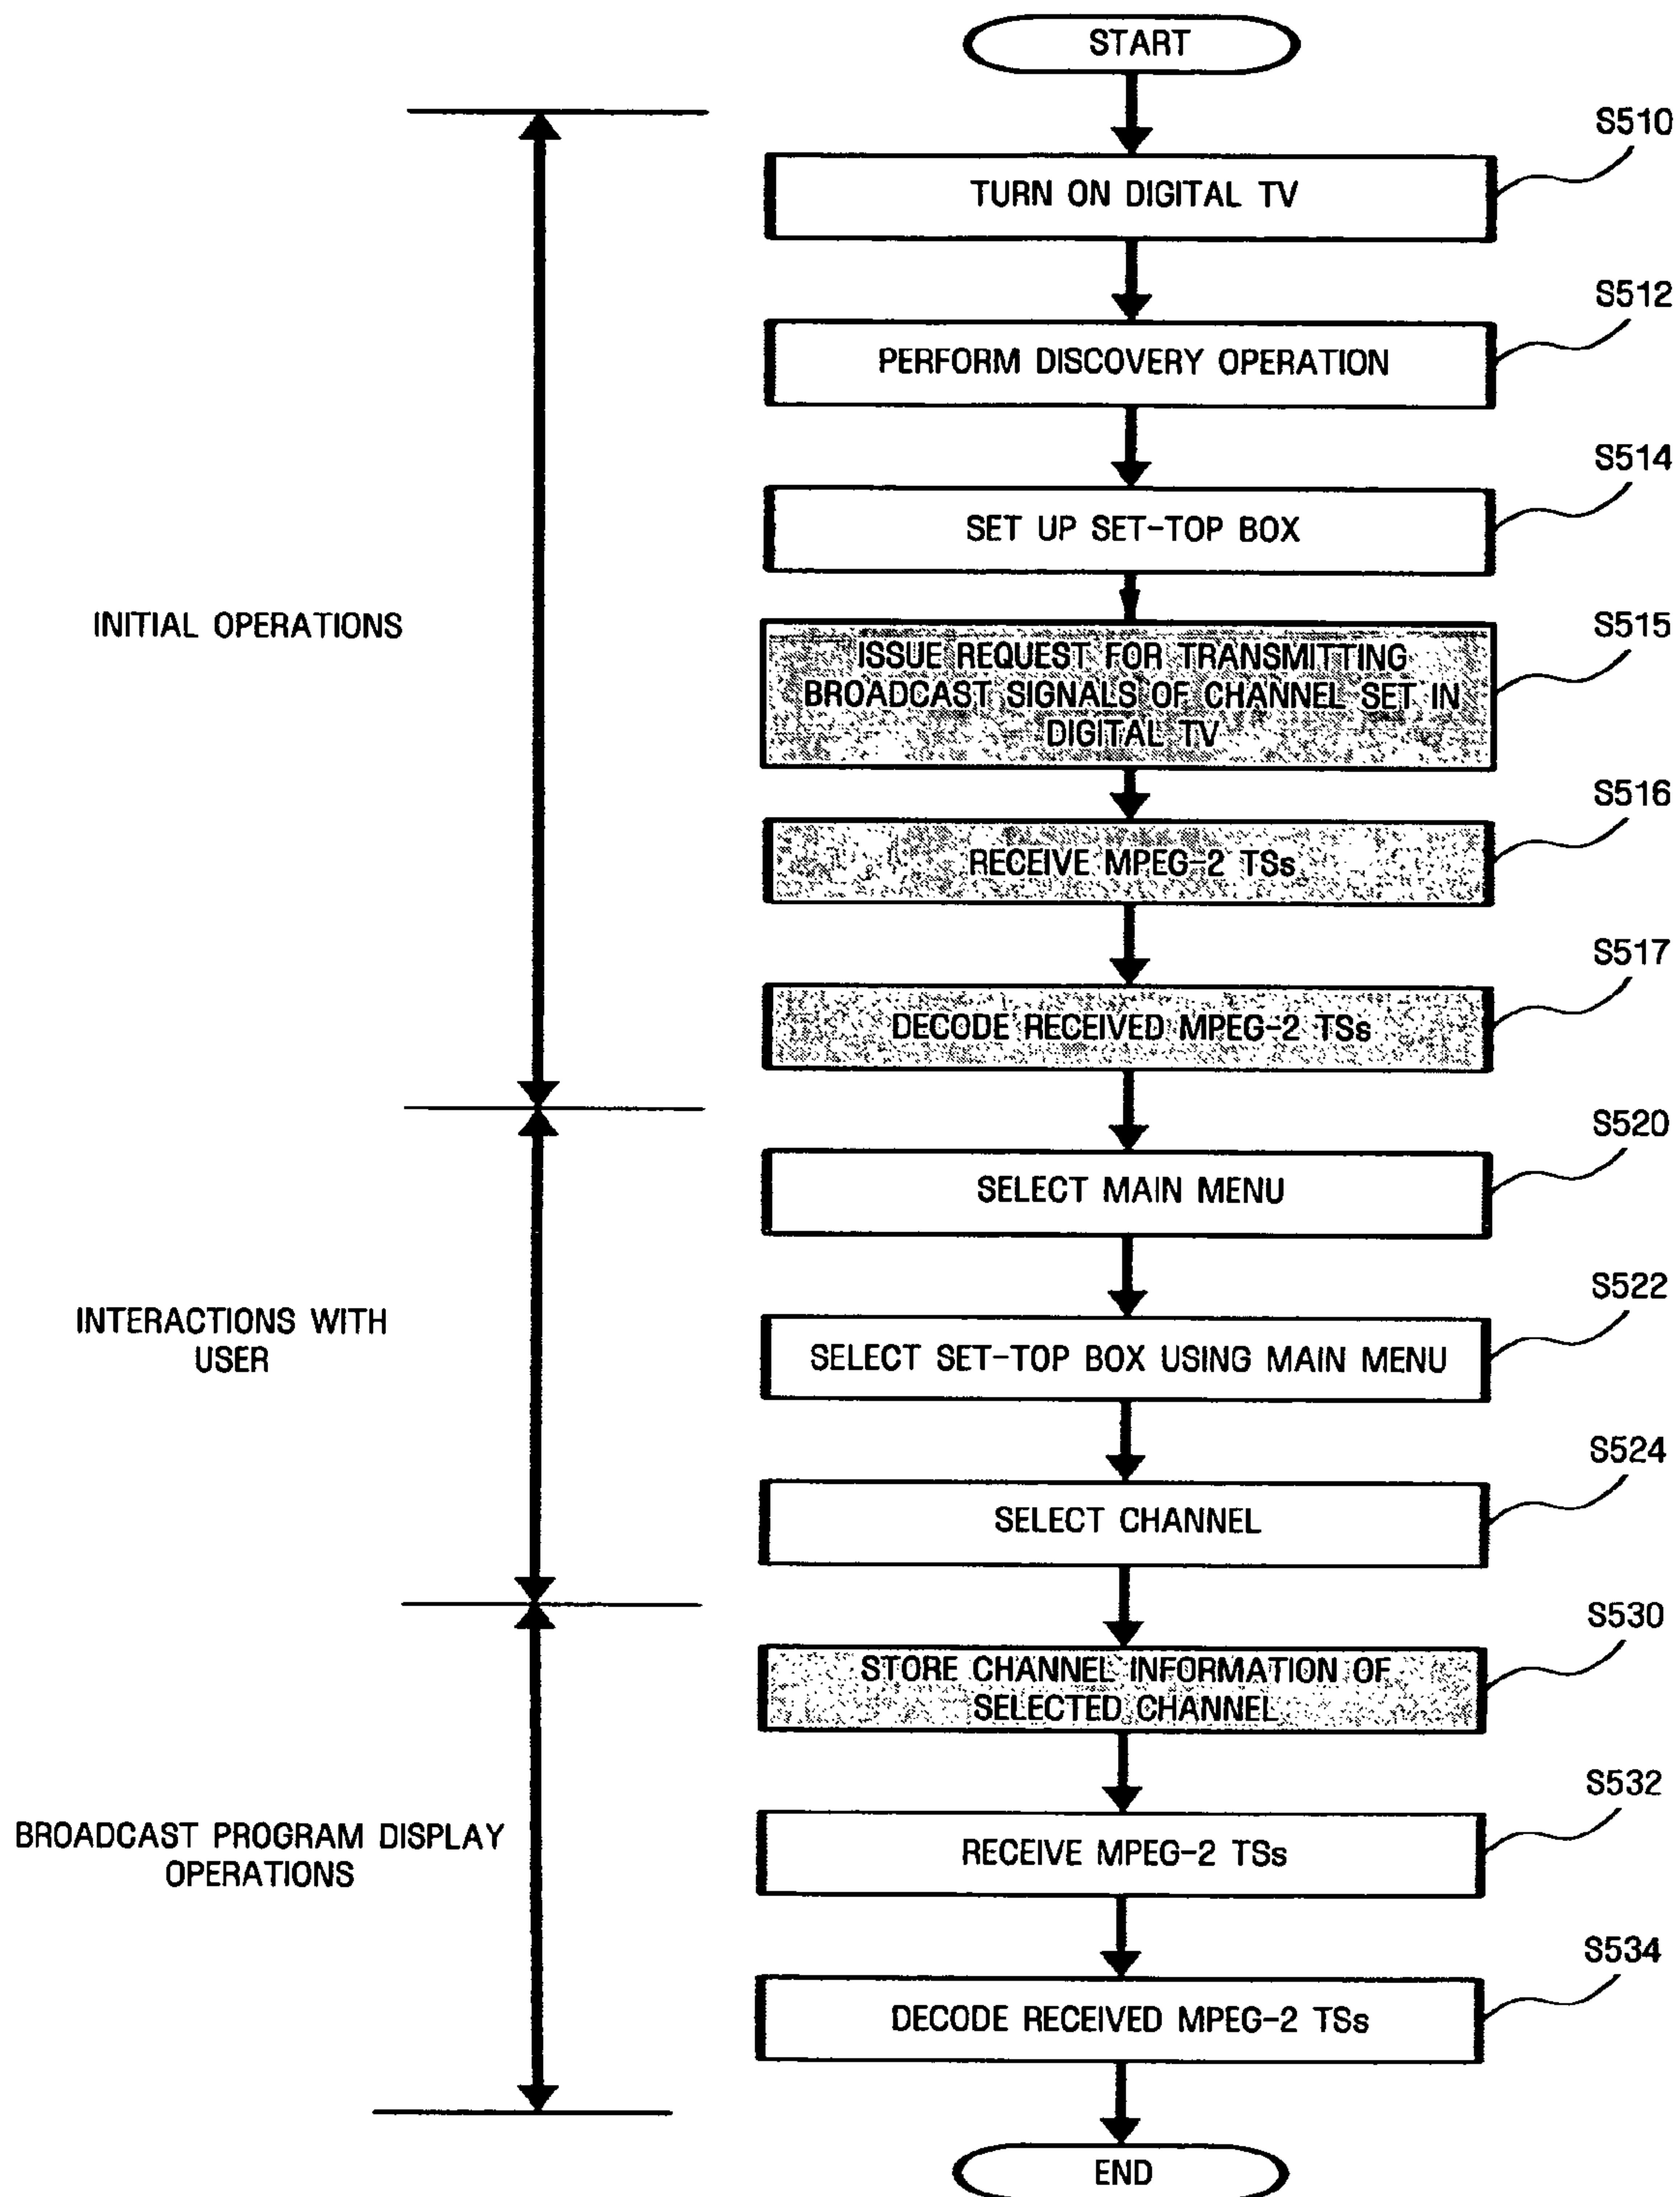 START
S510
TURN ON DIGITAL TV
S512
PERFORM DISCOVERY OPERATION
S514
SET UP SET-TOP BOX
INITIAL OPERATIONS
S515
ISSUE REQUEST FOR TRANSMITTING
BROADCAST SIGNALS OF CHANNEL SET IN
DIGITAL TV
S516
RECEIVE MPEG-2 TSs
S517
DECODE RECEIVED MPEG-2 TSs
S520
SELECT MAIN MENU
INTERACTIONS WITH
USER
S522
SELECT SET-TOP BOX USING MAIN MENU
S524
SELECT CHANNEL
S530
STORE CHANNEL INFORMATION OF
SELECTED CHANNEL
BROADCAST PROGRAM DISPLAY
OPERATIONS
S532
RECEIVE MPEG-2 TSs
S534
DECODE RECEIVED MPEG-2 TSs
END